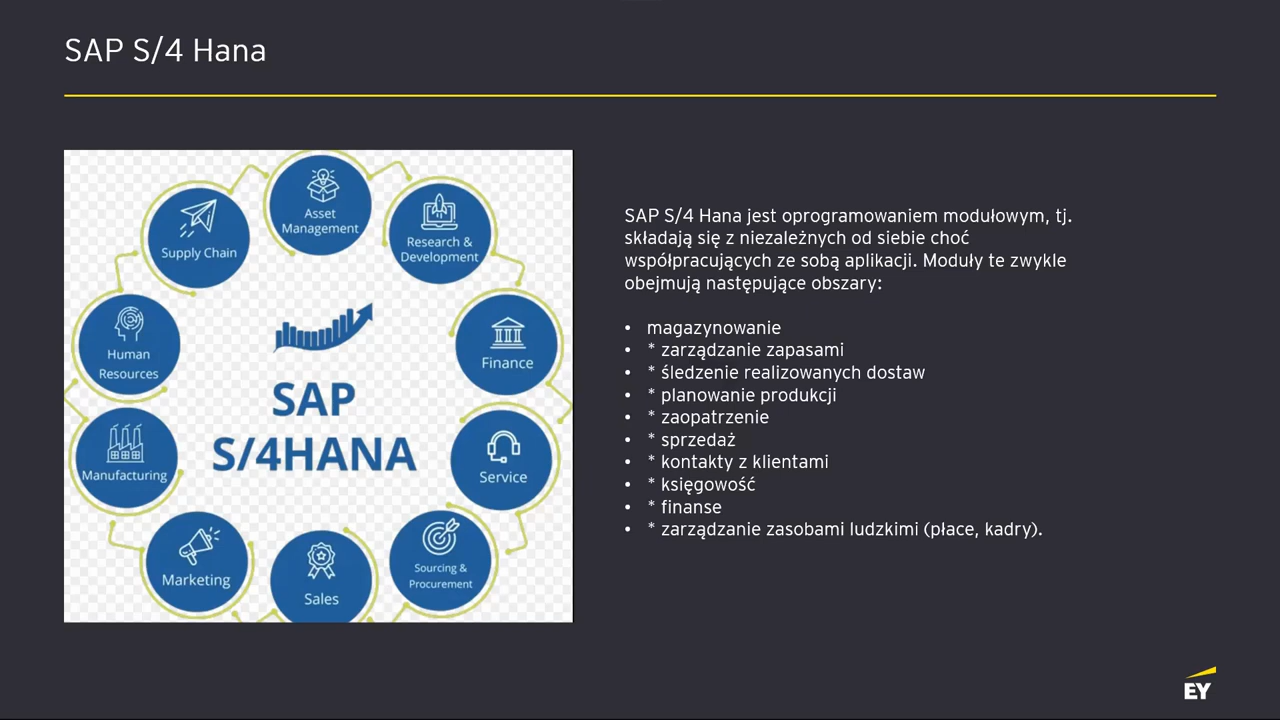 SAP S/4 Hana
Asset
Management
Research &
Development
Supply Chain
Human
Resources
Finance
SAP
S/4HANA
Manufacturing
Service
Marketing
Sales
Sourcing &
Procurement
SAP S/4 Hana jest oprogramowaniem modułowym, tj.
składają się z niezależnych od siebie choć
współpracujących ze sobą aplikacji. Moduły te zwykle
obejmują następujące obszary:
• magazynowanie
• * zarządzanie zapasami
• * śledzenie realizowanych dostaw
• * planowanie produkcji
• * zaopatrzenie
• * sprzedaż
• * kontakty z klientami
• * księgowość
• * finanse
• * zarządzanie zasobami ludzkimi (płace, kadry).
EY